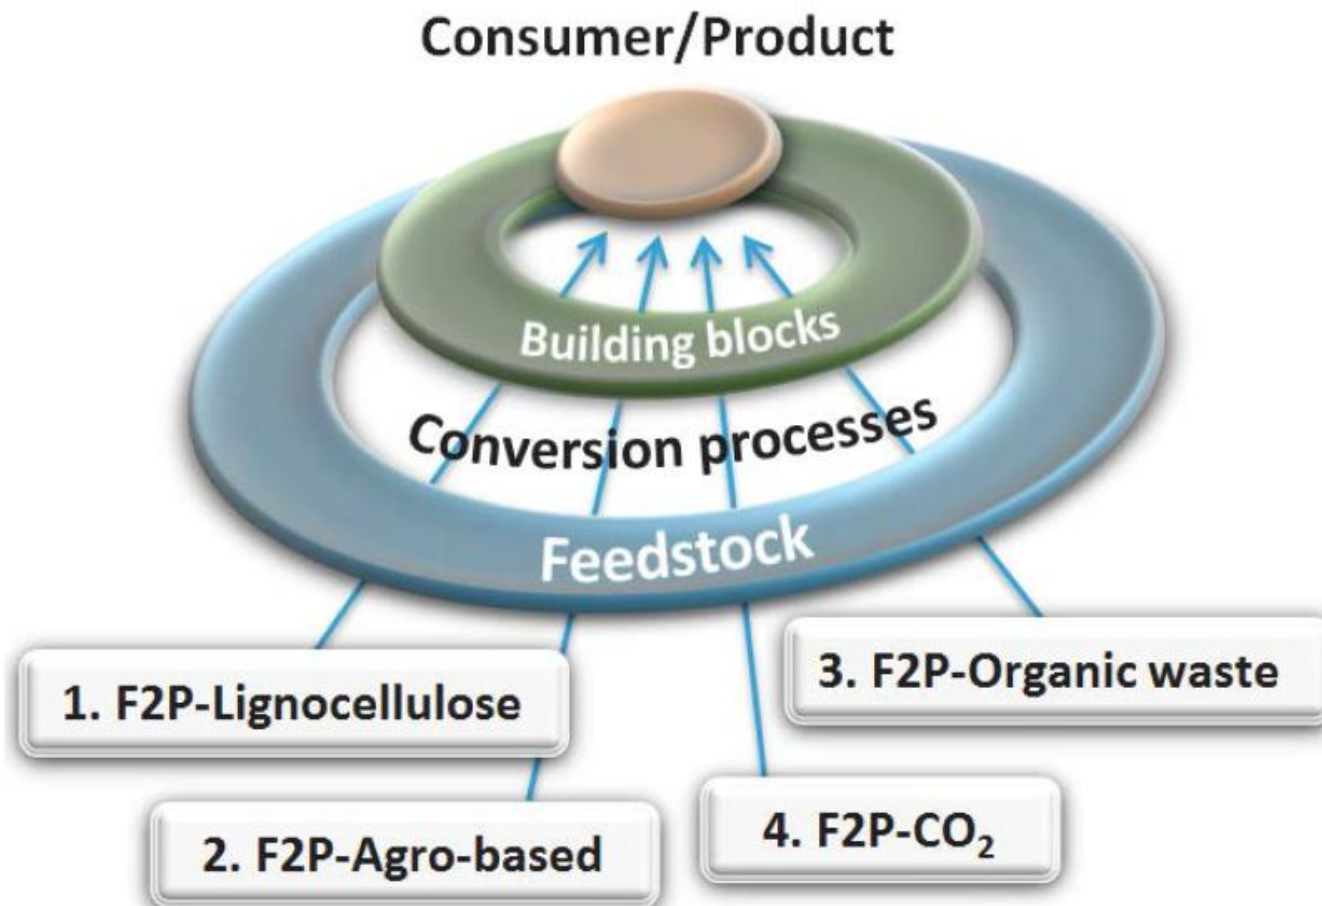 Consumer/Product
Building blocks
Conversion processes
Feedstock
1. F2P-Lignocellulose
3. F2P-Organic waste
2. F2P-Agro-based
4. F2P-CO₂